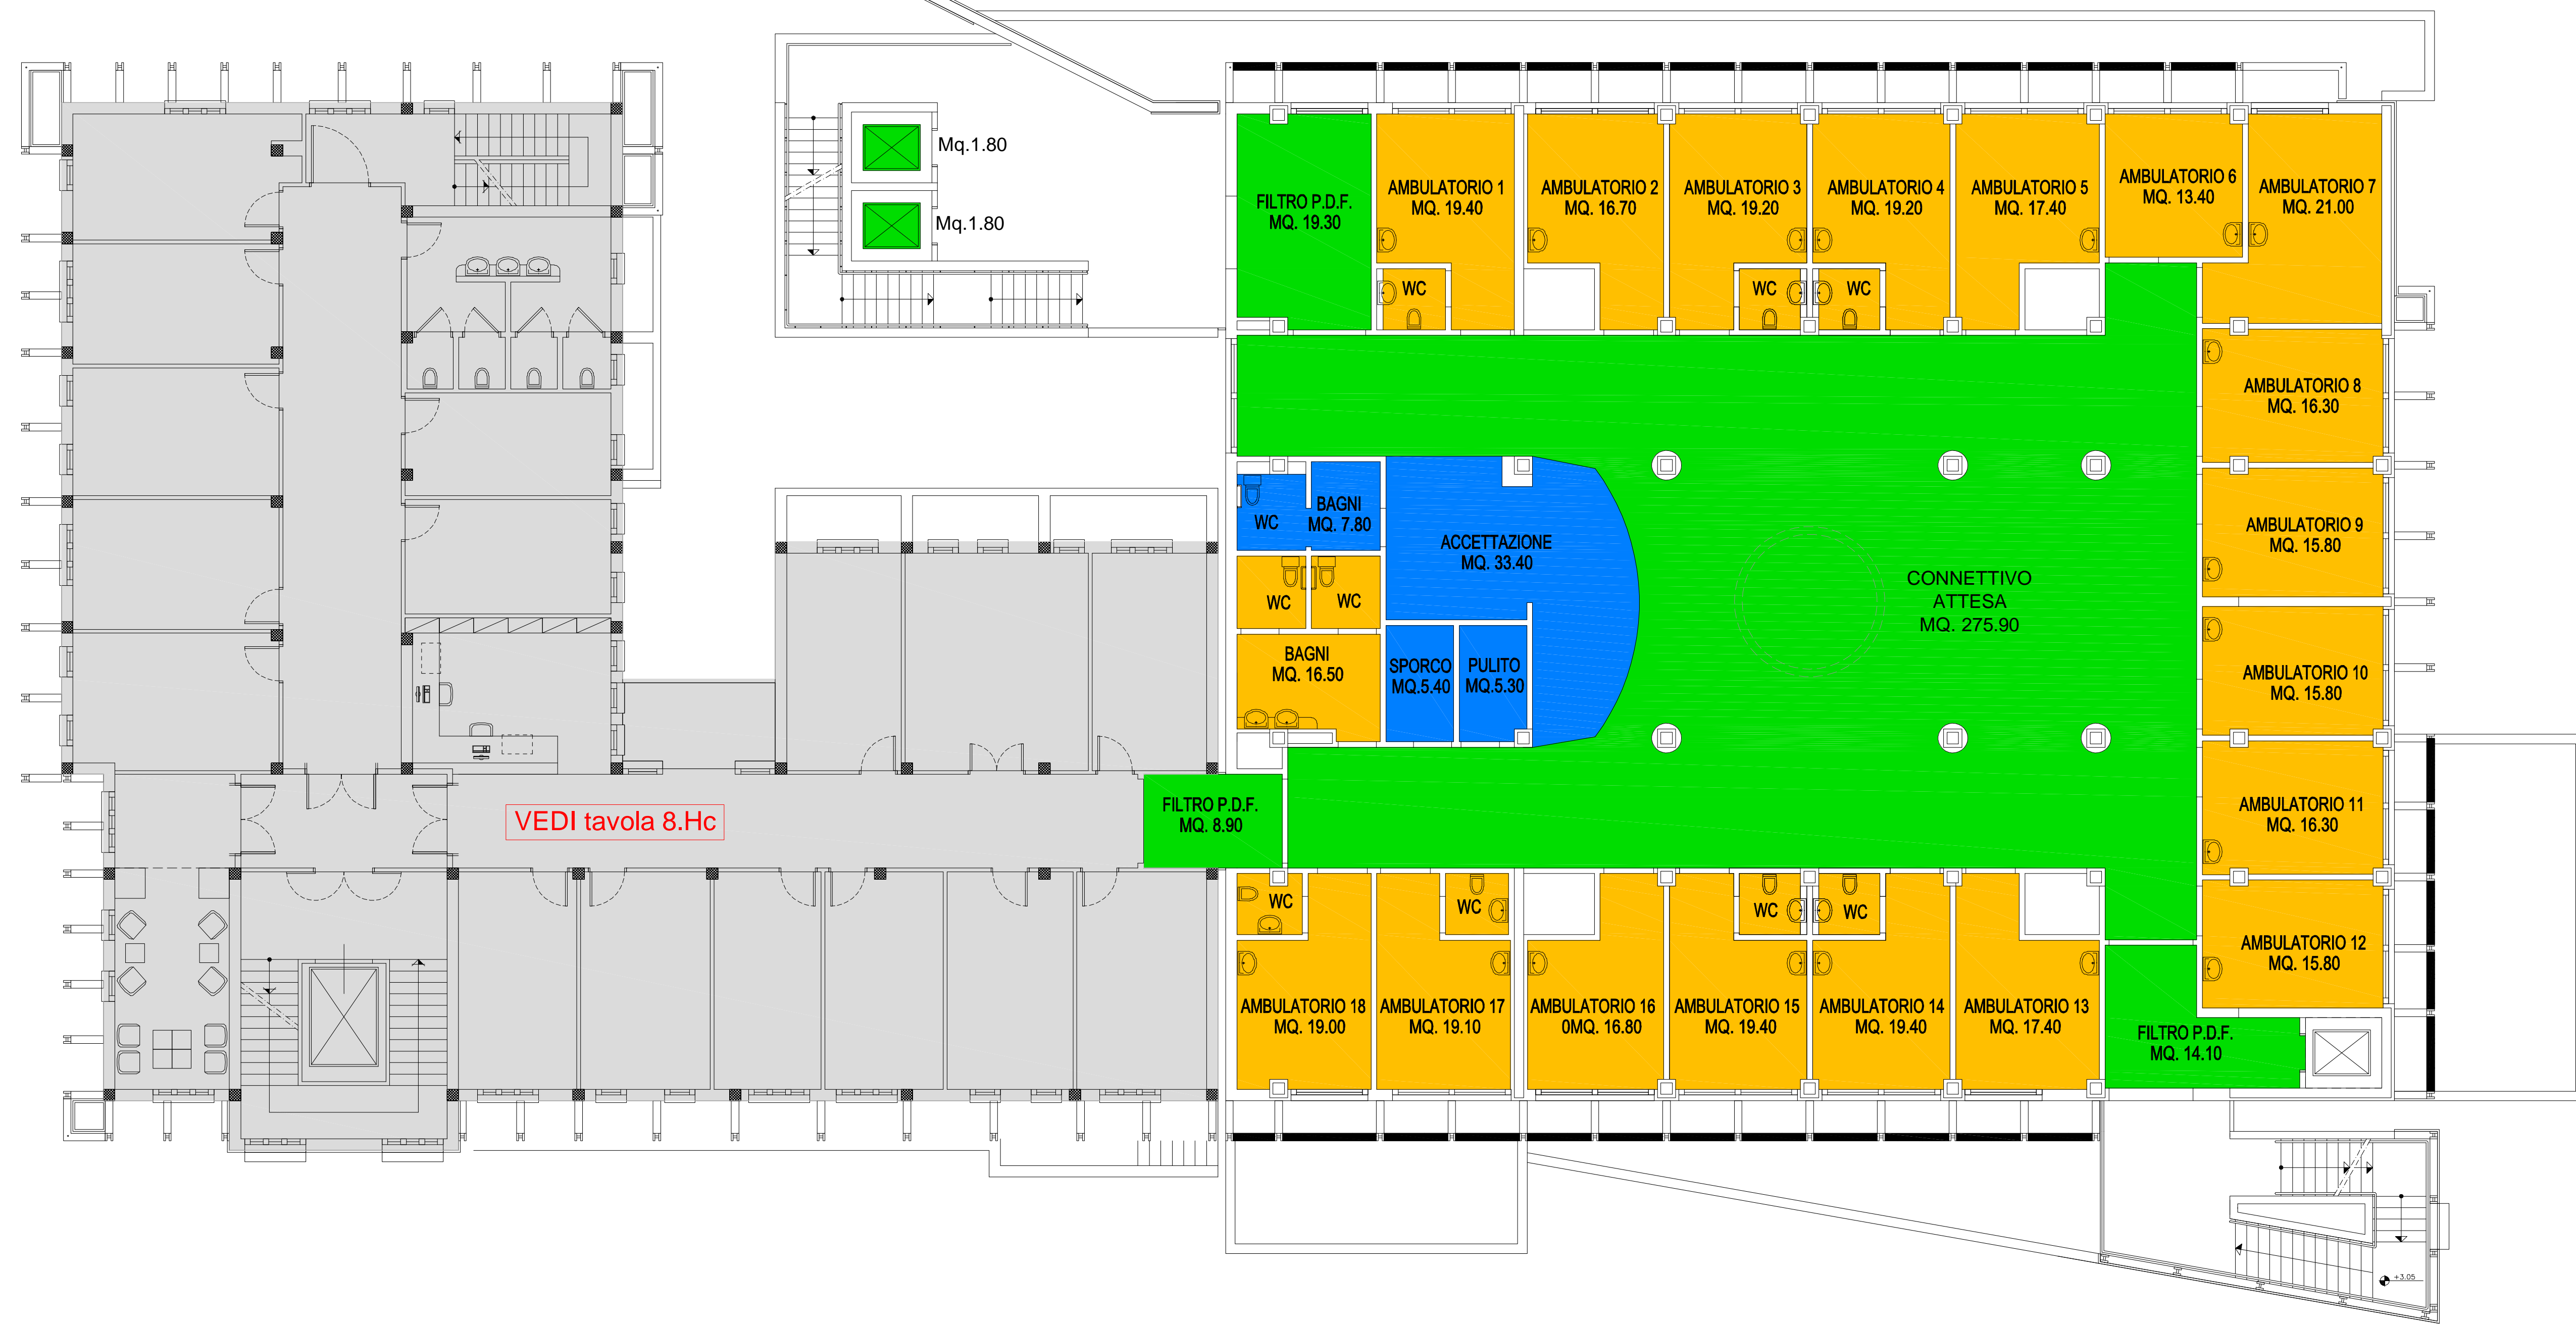 Mq.1.80
Mq.1.80
FILTRO P.D.F.
MQ. 19.30
AMBULATORIO 1
MQ. 19.40
WC
AMBULATORIO 2
MQ. 16.70
AMBULATORIO 3
MQ. 19.20
WC
AMBULATORIO 4
MQ. 19.20
WC
AMBULATORIO 5
MQ. 17.40
AMBULATORIO 6
MQ. 13.40
AMBULATORIO 7
MQ. 21.00
AMBULATORIO 8
MQ. 16.30
AMBULATORIO 9
MQ. 15.80
AMBULATORIO 10
MQ. 15.80
AMBULATORIO 11
MQ. 16.30
AMBULATORIO 12
MQ. 15.80
WC
BAGNI
MQ. 7.80
ACCETTAZIONE
MQ. 33.40
WC
WC
BAGNI
MQ. 16.50
SPORCO
MQ.5.40
PULITO
MQ.5.30
CONNETTIVO
ATTESA
MQ. 275.90
VEDI tavola 8.Hc
FILTRO P.D.F.
MQ. 8.90
WC
AMBULATORIO 18
MQ. 19.00
WC
AMBULATORIO 17
MQ. 19.10
AMBULATORIO 16
0MQ. 16.80
WC
AMBULATORIO 15
MQ. 19.40
WC
AMBULATORIO 14
MQ. 19.40
AMBULATORIO 13
MQ. 17.40
FILTRO P.D.F.
MQ. 14.10
+3.05